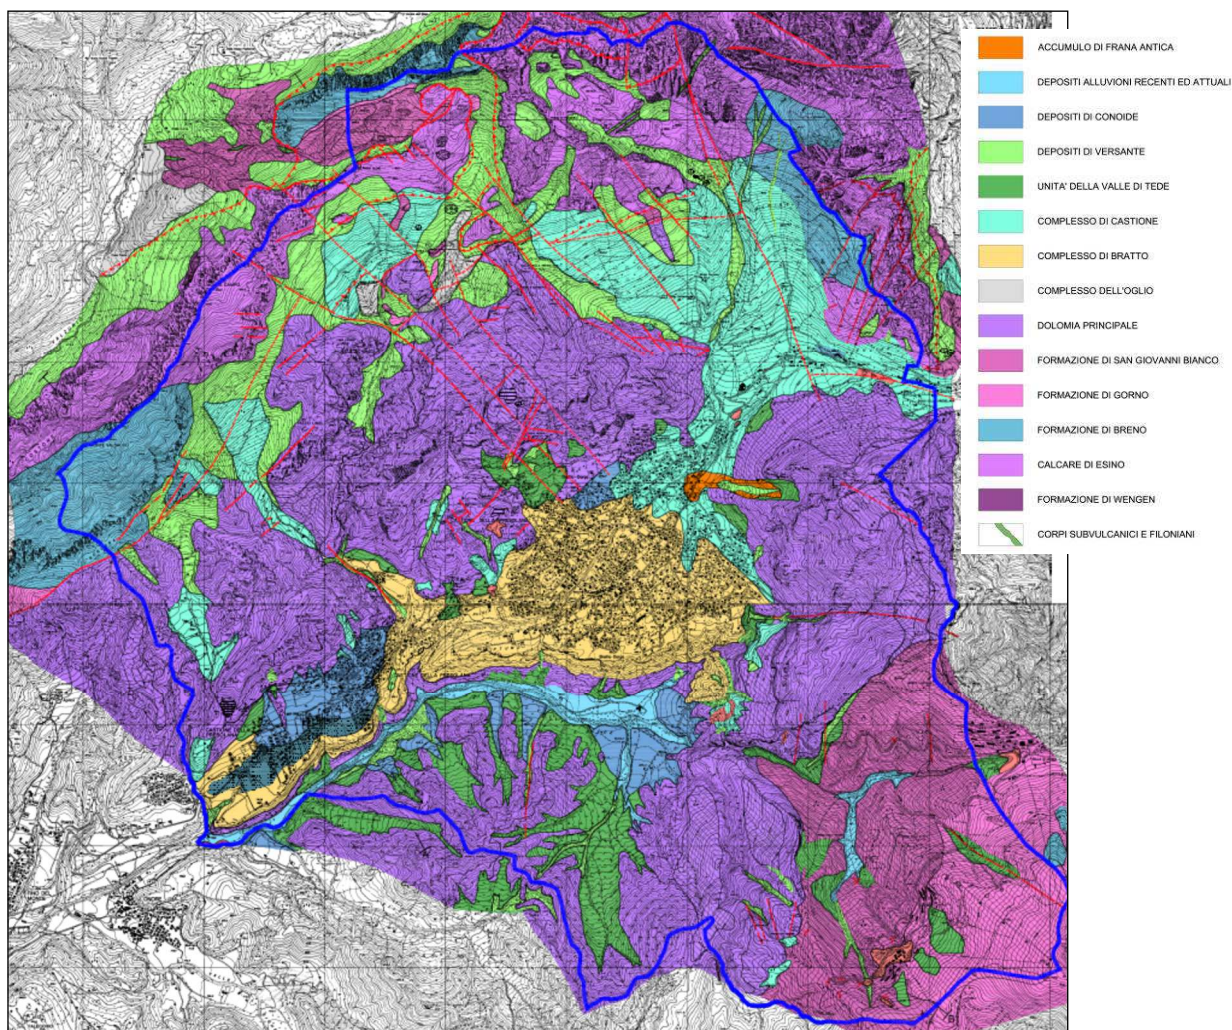 ACCUMULO DI FRANA ANTICA
DEPOSITI ALLUVIONI RECENTI ED ATTUALI
DEPOSITI DI CONOIDE
DEPOSITI DI VERSANTE
UNITA' DELLA VALLE DI TEDE
COMPLESSO DI CASTIONE
COMPLESSO DI BRATTO
COMPLESSO DELL'OGLIO
DOLOMIA PRINCIPALE
FORMAZIONE DI SAN GIOVANNI BIANCO
FORMAZIONE DI GORNO
FORMAZIONE DI BRENO
CALCARE DI ESINO
FORMAZIONE DI WENGEN
CORPI SUBVULCANICI E FILONIANI